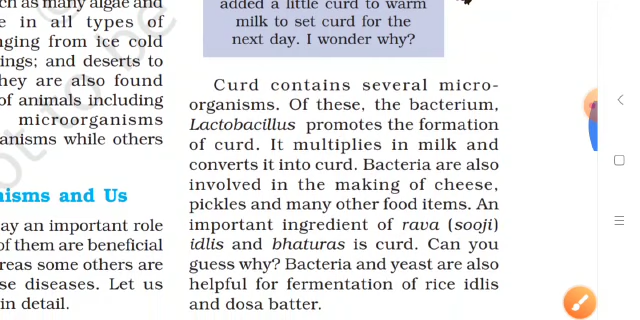 ch as many algae and
e in all types of
nging from ice cold
ings; and deserts to
hey are also found
of animals including
microorganisms
anisms while others
isms and Us
ay an important role
of them are beneficial
reas some others are
se diseases. Let us
in detail.
added a little curd to warm
milk to set curd for the
next day. I wonder why?
Curd contains several micro-
organisms. Of these, the bacterium,
Lactobacillus promotes the formation
of curd. It multiplies in milk and
converts it into curd. Bacteria are also
involved in the making of cheese,
pickles and many other food items. An
important ingredient of rava (sooji)
idlis and bhaturas is curd. Can you
guess why? Bacteria and yeast are also
helpful for fermentation of rice idlis
and dosa batter.